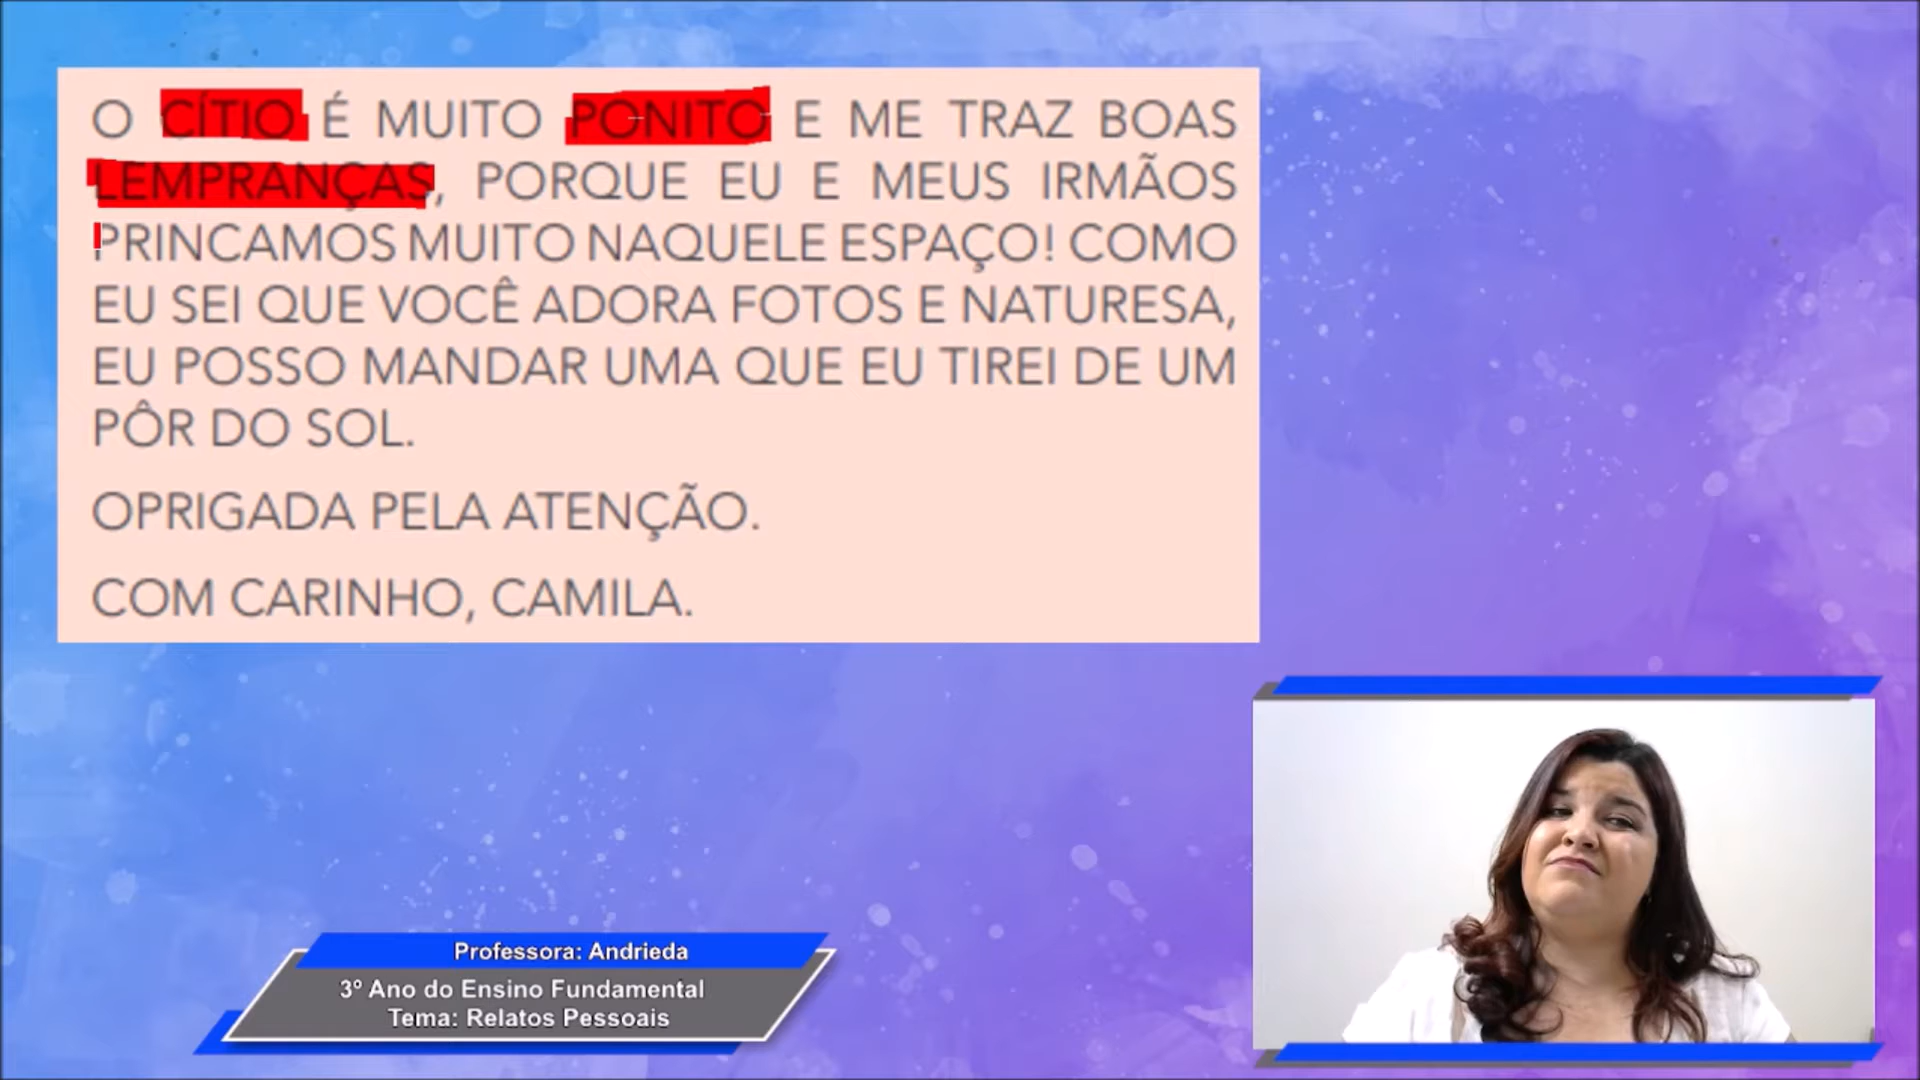 O CÍTIO É MUITO PONITO E ME TRAZ BOAS
LEMPRANÇAS, PORQUE EU E MEUS IRMÃOS
PRINCAMOS MUITO NAQUELE ESPAÇO! COMO
EU SEI QUE VOCÊ ADORA FOTOS E NATURESA,
EU POSSO MANDAR UMA QUE EU TIREI DE UM
PÔR DO SOL.
OPRIGADA PELA ATENÇÃO.
COM CARINHO, CAMILA.
Professora: Andrieda
3º Ano do Ensino Fundamental
Tema: Relatos Pessoais